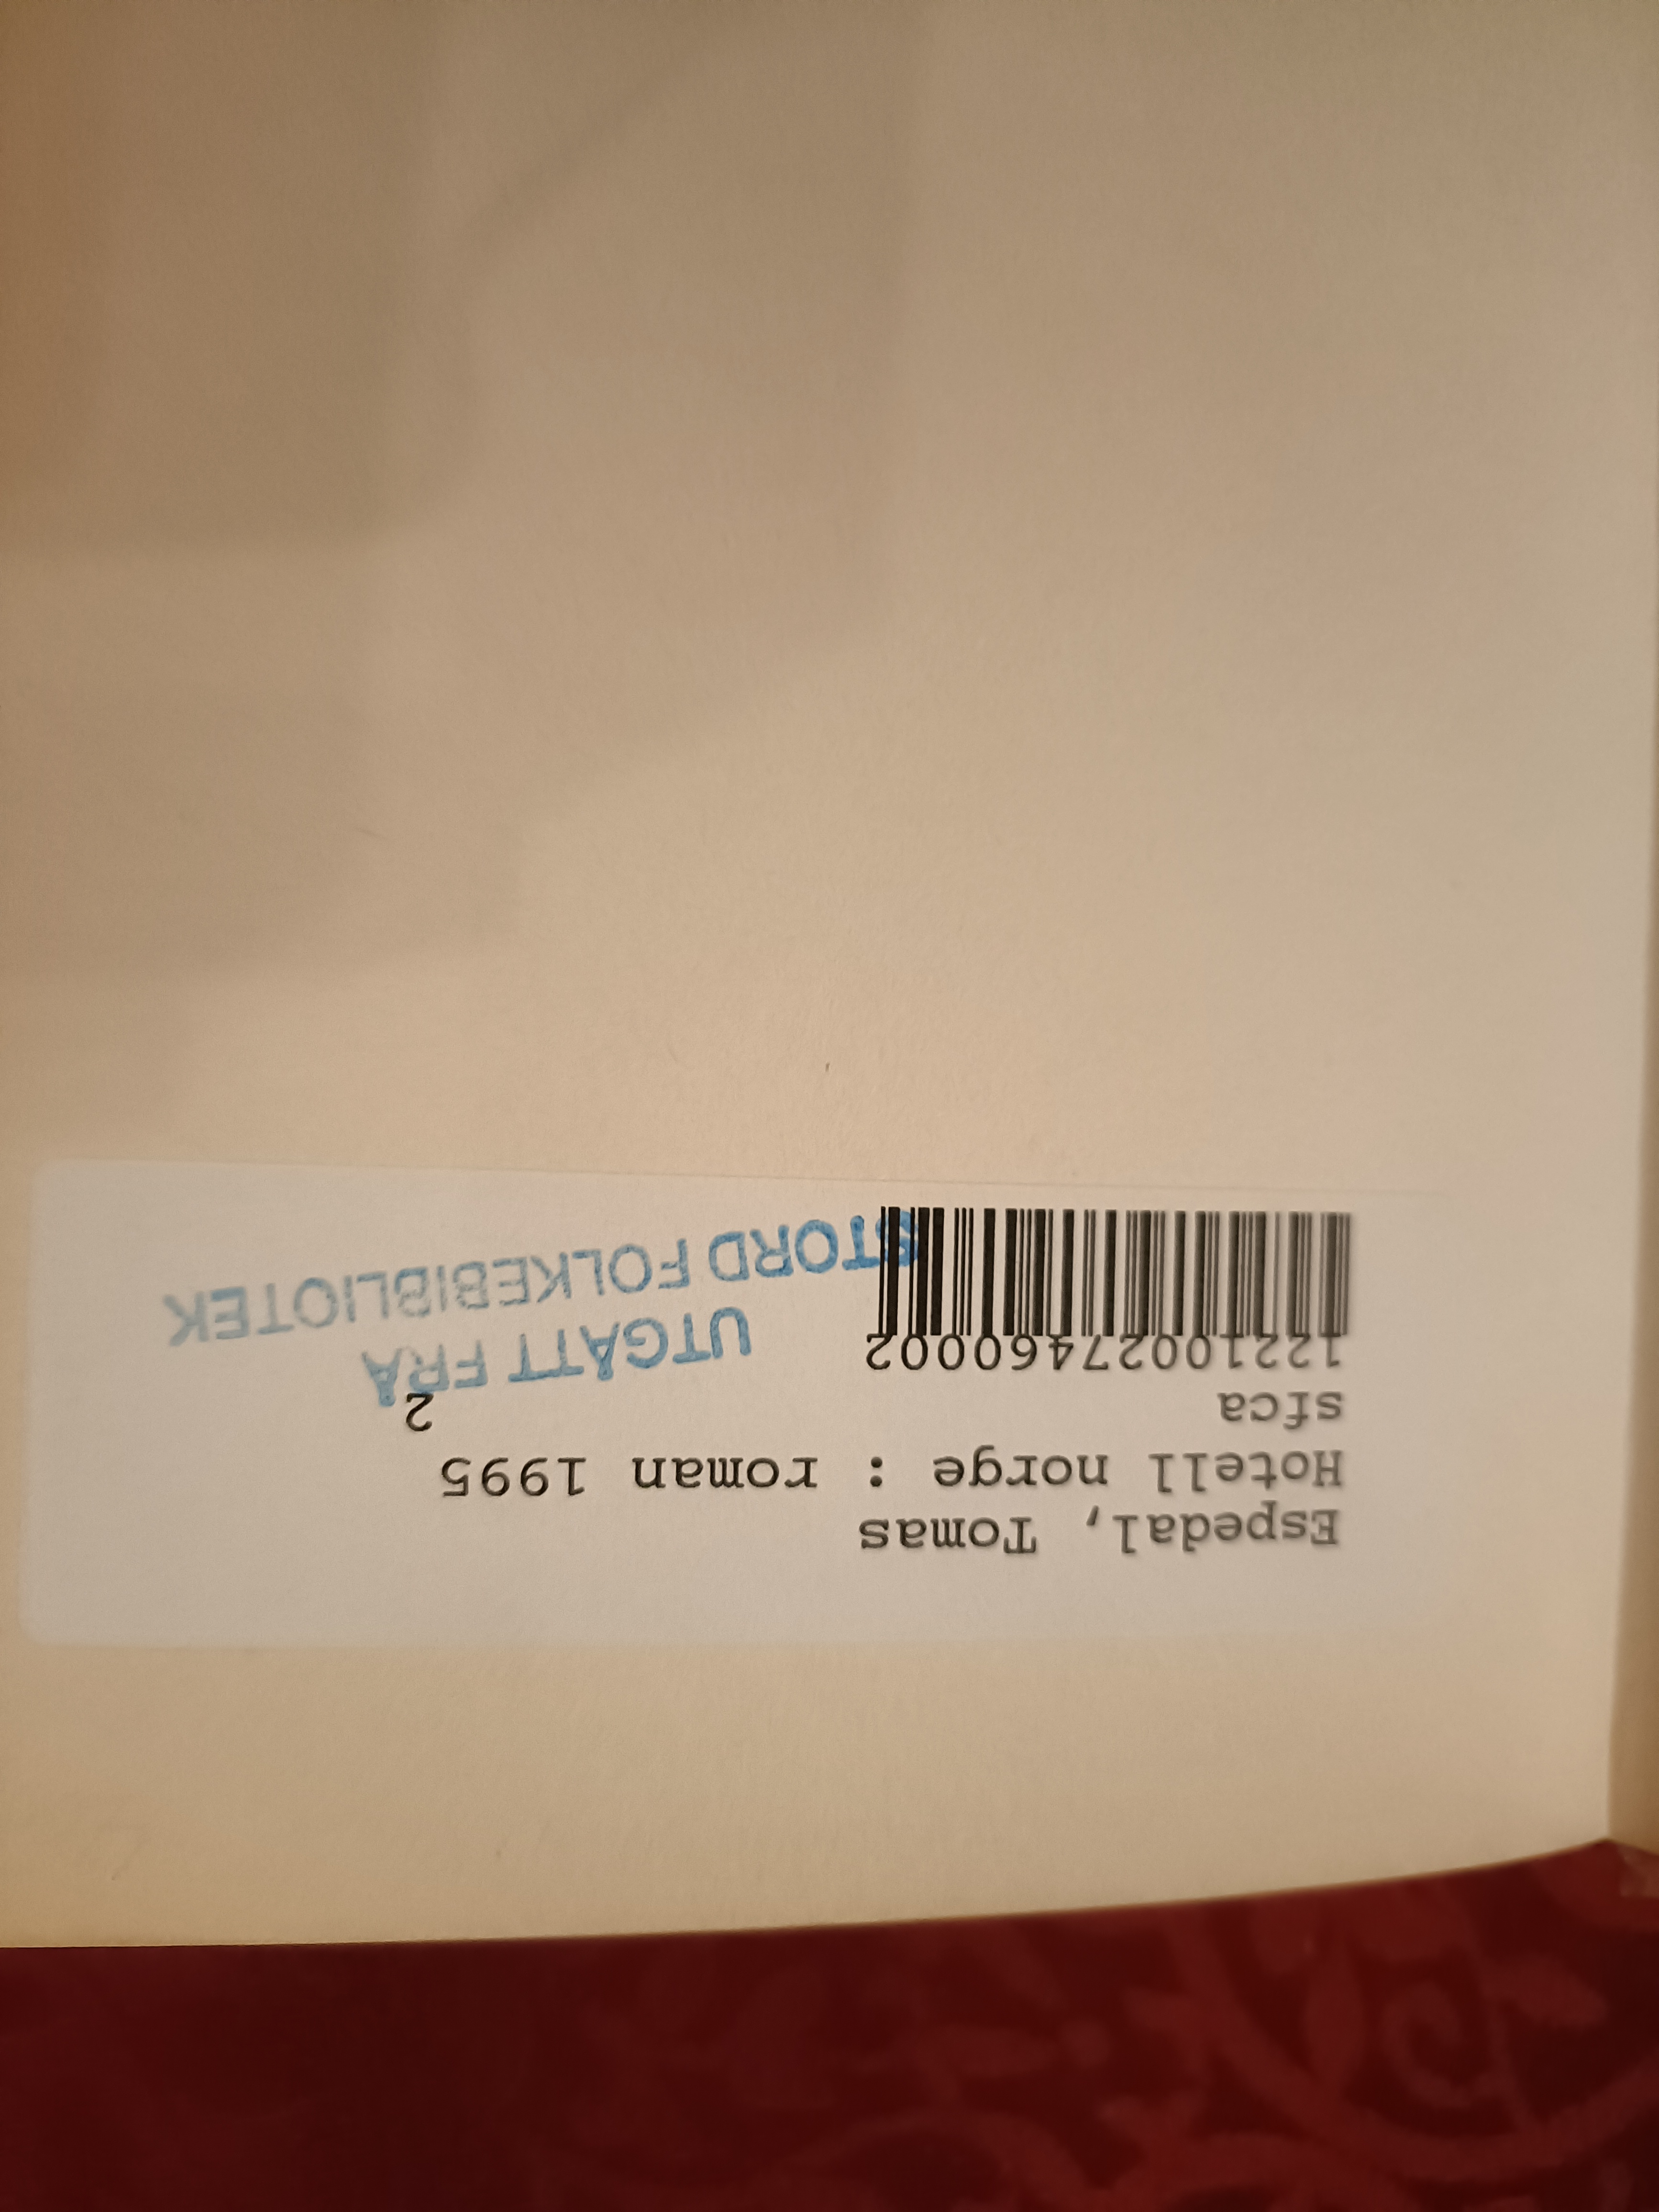 Espedal, Tomas
Hotell norge : roman 1995
sfca 2
12210027460002
UTGÅTT FRA
STORD FOLKEBIBLIOTEK